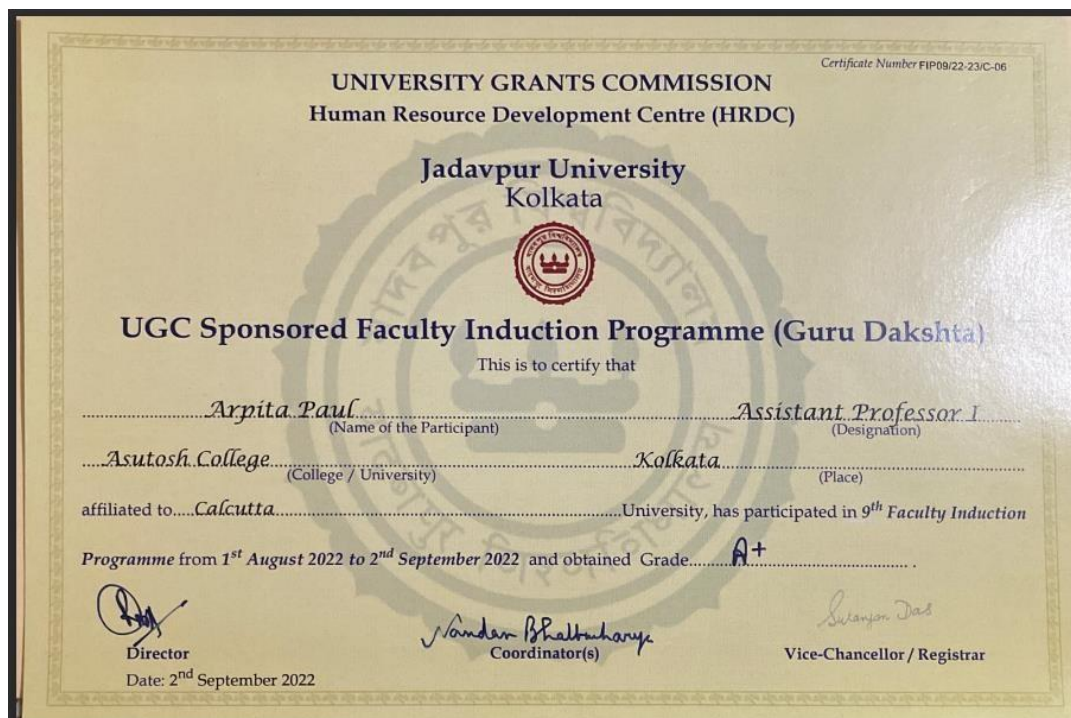 Certificate Number FIP09/22-23/C-06
UNIVERSITY GRANTS COMMISSION
Human Resource Development Centre (HRDC)
Jadavpur University
Kolkata
UGC Sponsored Faculty Induction Programme (Guru Dakshta)
This is to certify that
Arpita Paul Assistant Professor I
(Name of the Participant) (Designation)
Asutosh College Kolkata
(College / University) (Place)
affiliated to....Calcutta....University, has participated in 9th Faculty Induction
Programme from 1st August 2022 to 2nd September 2022 and obtained Grade....A+.... .
Nandan Bhattacharya Das
Director Coordinator(s) Vice-Chancellor / Registrar
Date: 2nd September 2022